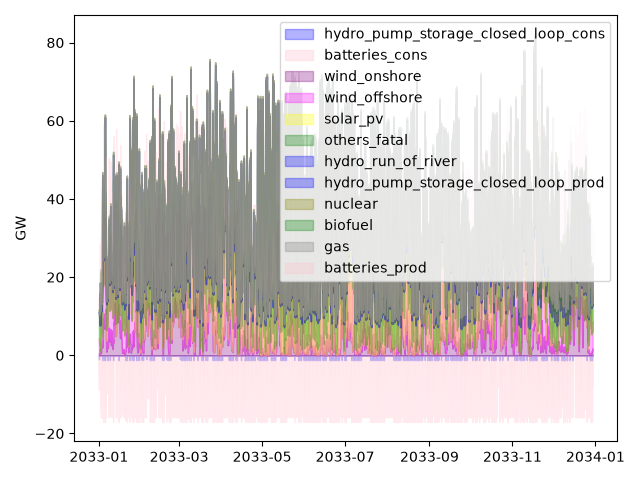 80
60
40
20
0
−20
GW
hydro_pump_storage_closed_loop_cons
batteries_cons
wind_onshore
wind_offshore
solar_pv
others_fatal
hydro_run_of_river
hydro_pump_storage_closed_loop_prod
nuclear
biofuel
gas
batteries_prod
2033-01 2033-03 2033-05 2033-07 2033-09 2033-11 2034-01